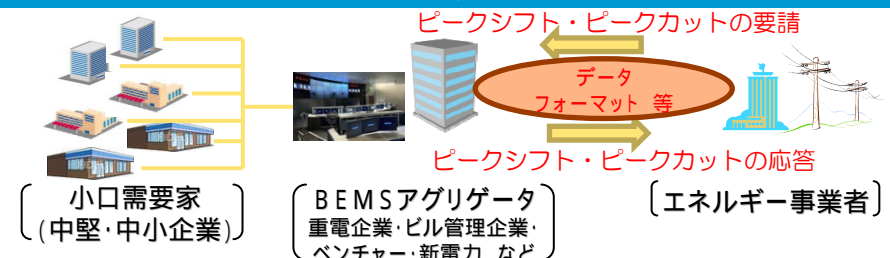 ピークシフト・ピークカットの要請
データ
フォーマット 等
ピークシフト・ピークカットの応答
小口需要家
(中堅・中小企業)
BEMSアグリゲータ
重電企業・ビル管理企業・
ベンチャー・新電力 など
エネルギー事業者